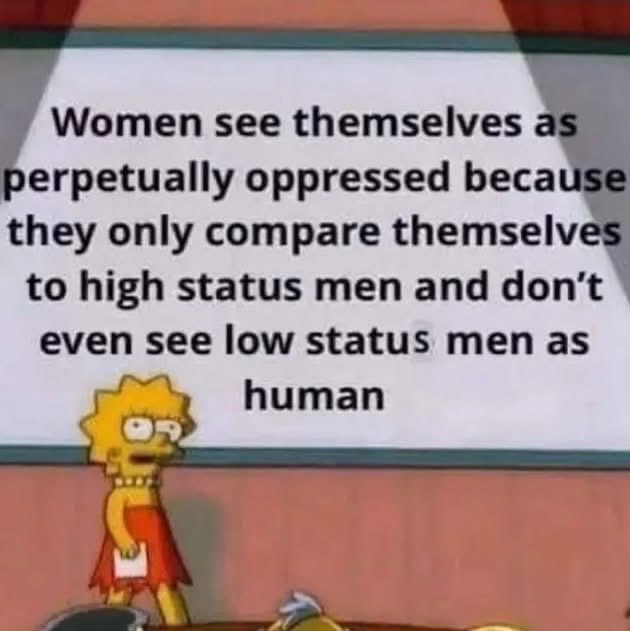 Women see themselves as
perpetually oppressed because
they only compare themselves
to high status men and don't
even see low status men as
human